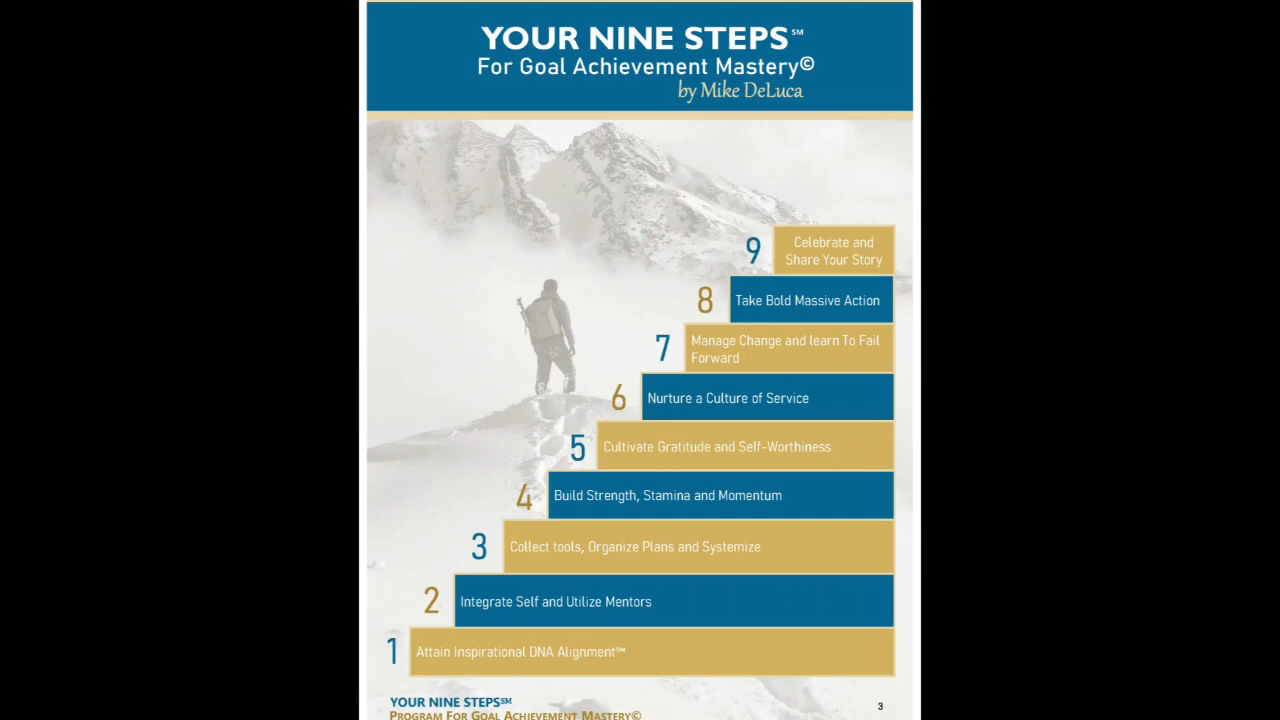 YOUR NINE STEPS℠
For Goal Achievement Mastery©
by Mike DeLuca
9
Celebrate and
Share Your Story
8
Take Bold Massive Action
7
Manage Change and learn To Fail
Forward
6
Nurture a Culture of Service
5
Cultivate Gratitude and Self-Worthiness
4
Build Strength, Stamina and Momentum
3
Collect tools, Organize Plans and Systemize
2
Integrate Self and Utilize Mentors
1
Attain Inspirational DNA Alignment℠
YOUR NINE STEPS℠
PROGRAM FOR GOAL ACHIEVEMENT MASTERY©
3